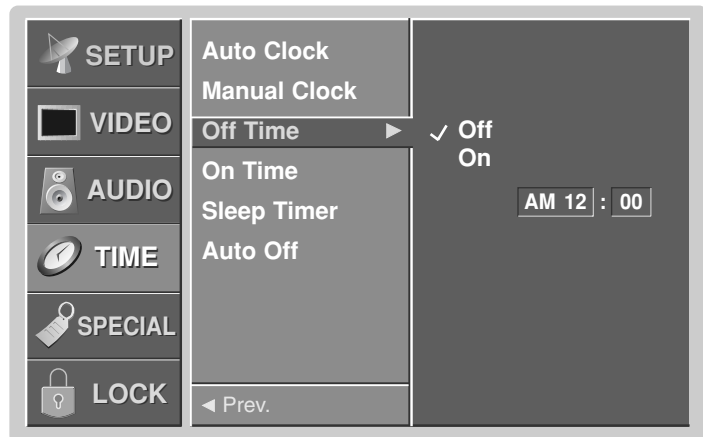 SETUP
VIDEO
AUDIO
TIME
SPECIAL
LOCK
Auto Clock
Manual Clock
Off Time ►
On Time
Sleep Timer
Auto Off
◄ Prev.
✓ Off
On
AM 12 : 00